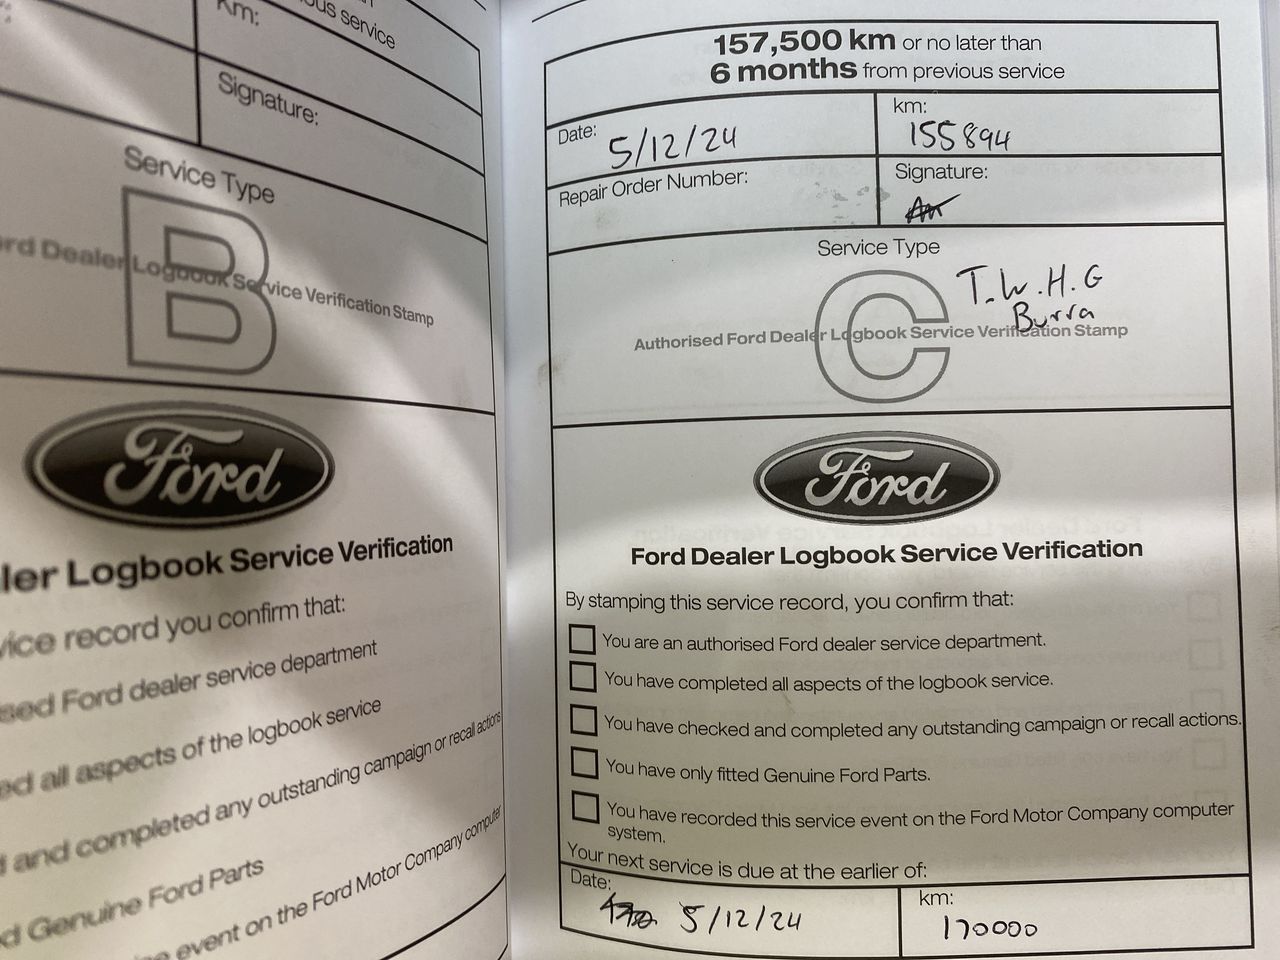 Km:
ous service
Signature:
Service Type
B
ord Dealer Logbook Service Verification Stamp
Ford
ler Logbook Service Verification
vice record you confirm that:
sed Ford dealer service department
ed all aspects of the logbook service
d and completed any outstanding campaign or recall actions
d Genuine Ford Parts
event on the Ford Motor Company computer
157,500 km or no later than
6 months from previous service
Date: 5/12/24
km: 155894
Repair Order Number:
Signature:
Service Type
C
T.W.H.G
Burra
Authorised Ford Dealer Logbook Service Verification Stamp
Ford
Ford Dealer Logbook Service Verification
By stamping this service record, you confirm that:
You are an authorised Ford dealer service department.
You have completed all aspects of the logbook service.
You have checked and completed any outstanding campaign or recall actions.
You have only fitted Genuine Ford Parts.
You have recorded this service event on the Ford Motor Company computer
system.
Your next service is due at the earlier of:
Date: 5/12/24
km: 170000